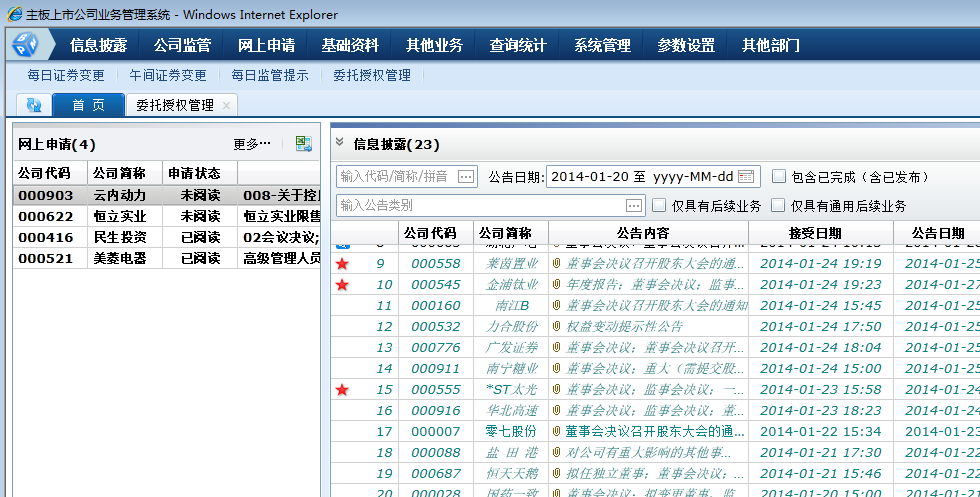 主板上市公司业务管理系统 - Windows Internet Explorer
信息披露 公司监管 网上申请 基础资料 其他业务 查询统计 系统管理 参数设置 其他部门
每日证券变更 午间证券变更 每日监管提示 委托授权管理
首 页 委托授权管理 ×
网上申请(4) 更多…
公司代码 公司简称 申请状态
000903 云内动力 未阅读 008-关于控
000622 恒立实业 未阅读 恒立实业限售
000416 民生投资 已阅读 02会议决议;
000521 美菱电器 已阅读 高级管理人员
信息披露(23)
输入代码/简称/拼音 ... 公告日期: 2014-01-20 至 yyyy-MM-dd 包含已完成（含已发布）
输入公告类别 ... 仅具有后续业务 仅具有通用后续业务
公司代码 公司简称 公告内容 接受日期 公告日期
9 000558 莱茵置业 董事会决议召开股东大会的通... 2014-01-24 19:19 2014-01-25
10 000545 金浦钛业 年度报告；董事会决议；监事... 2014-01-24 19:23 2014-01-27
11 000160 南江B 董事会决议召开股东大会的通知 2014-01-24 15:45 2014-01-25
12 000532 力合股份 权益变动提示性公告 2014-01-24 17:50 2014-01-25
13 000776 广发证券 董事会决议；董事会决议召开... 2014-01-24 18:04 2014-01-25
14 000911 南宁糖业 董事会决议；重大（需提交股... 2014-01-24 15:00 2014-01-25
15 000555 *ST太光 董事会决议；监事会决议；一... 2014-01-23 15:58 2014-01-24
16 000916 华北高速 董事会决议；监事会决议；董... 2014-01-23 18:23 2014-01-24
17 000007 零七股份 董事会决议召开股东大会的通... 2014-01-22 15:34 2014-01-23
18 000088 盐 田 港 对公司有重大影响的其他事... 2014-01-21 17:30 2014-01-22
19 000687 恒天天鹅 拟任独立董事；董事会决议；... 2014-01-21 15:46 2014-01-22
20 000028 国药一致 董事会决议；拟变更董事、监... 2014-01-20 15:00 2014-01-21